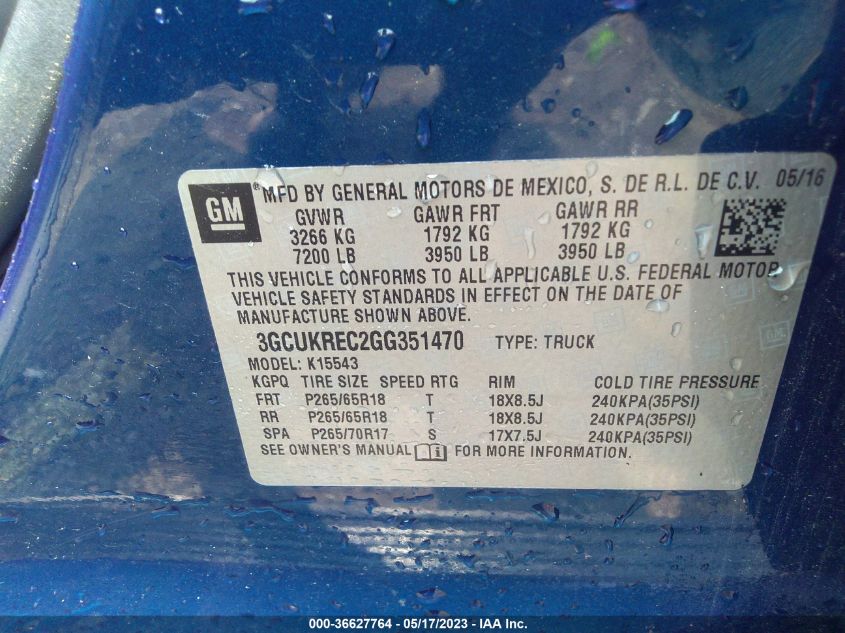 GM ® MFD BY GENERAL MOTORS DE MEXICO, S. DE R.L. DE C.V. 05/16
GVWR GAWR FRT GAWR RR
3266 KG 1792 KG 1792 KG
7200 LB 3950 LB 3950 LB
THIS VEHICLE CONFORMS TO ALL APPLICABLE U.S. FEDERAL MOTOR
VEHICLE SAFETY STANDARDS IN EFFECT ON THE DATE OF
MANUFACTURE SHOWN ABOVE.
3GCUKREC2GG351470 TYPE: TRUCK
MODEL: K15543
KGPQ TIRE SIZE SPEED RTG RIM COLD TIRE PRESSURE
FRT P265/65R18 T 18X8.5J 240KPA(35PSI)
RR P265/65R18 T 18X8.5J 240KPA(35PSI)
SPA P265/70R17 S 17X7.5J 240KPA(35PSI)
SEE OWNER'S MANUAL FOR MORE INFORMATION.
000-36627764 - 05/17/2023 - IAA Inc.